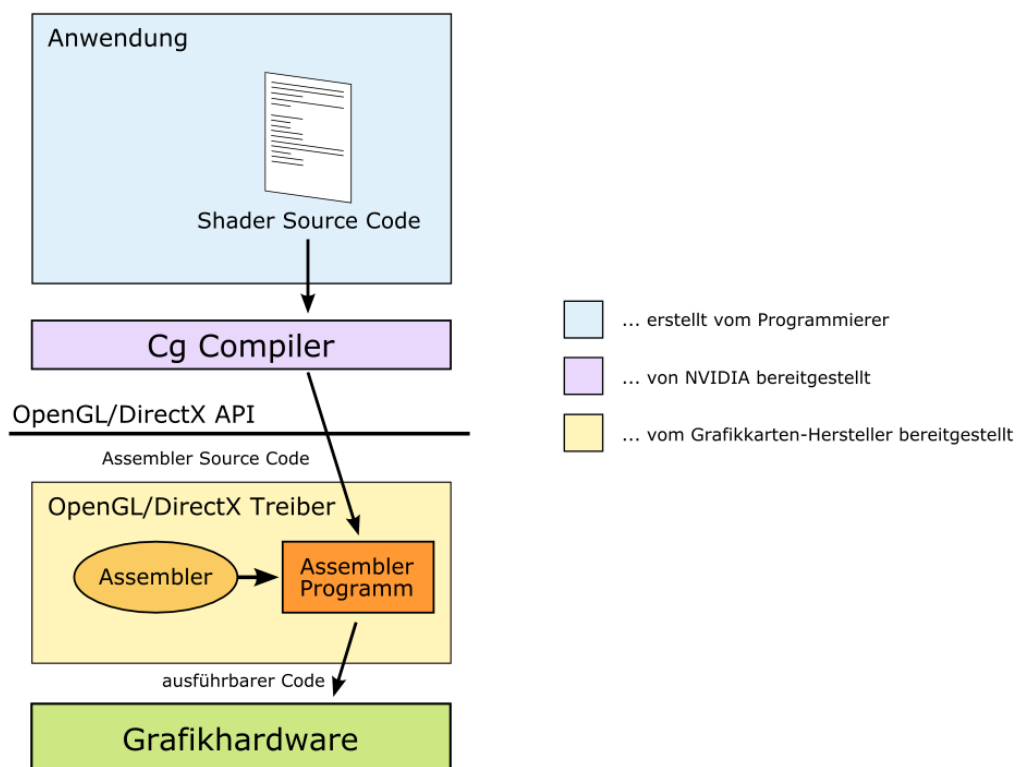 Anwendung
Shader Source Code
Cg Compiler
OpenGL/DirectX API
Assembler Source Code
OpenGL/DirectX Treiber
Assembler
Assembler
Programm
ausführbarer Code
Grafikhardware
... erstellt vom Programmierer
... von NVIDIA bereitgestellt
... vom Grafikkarten-Hersteller bereitgestellt